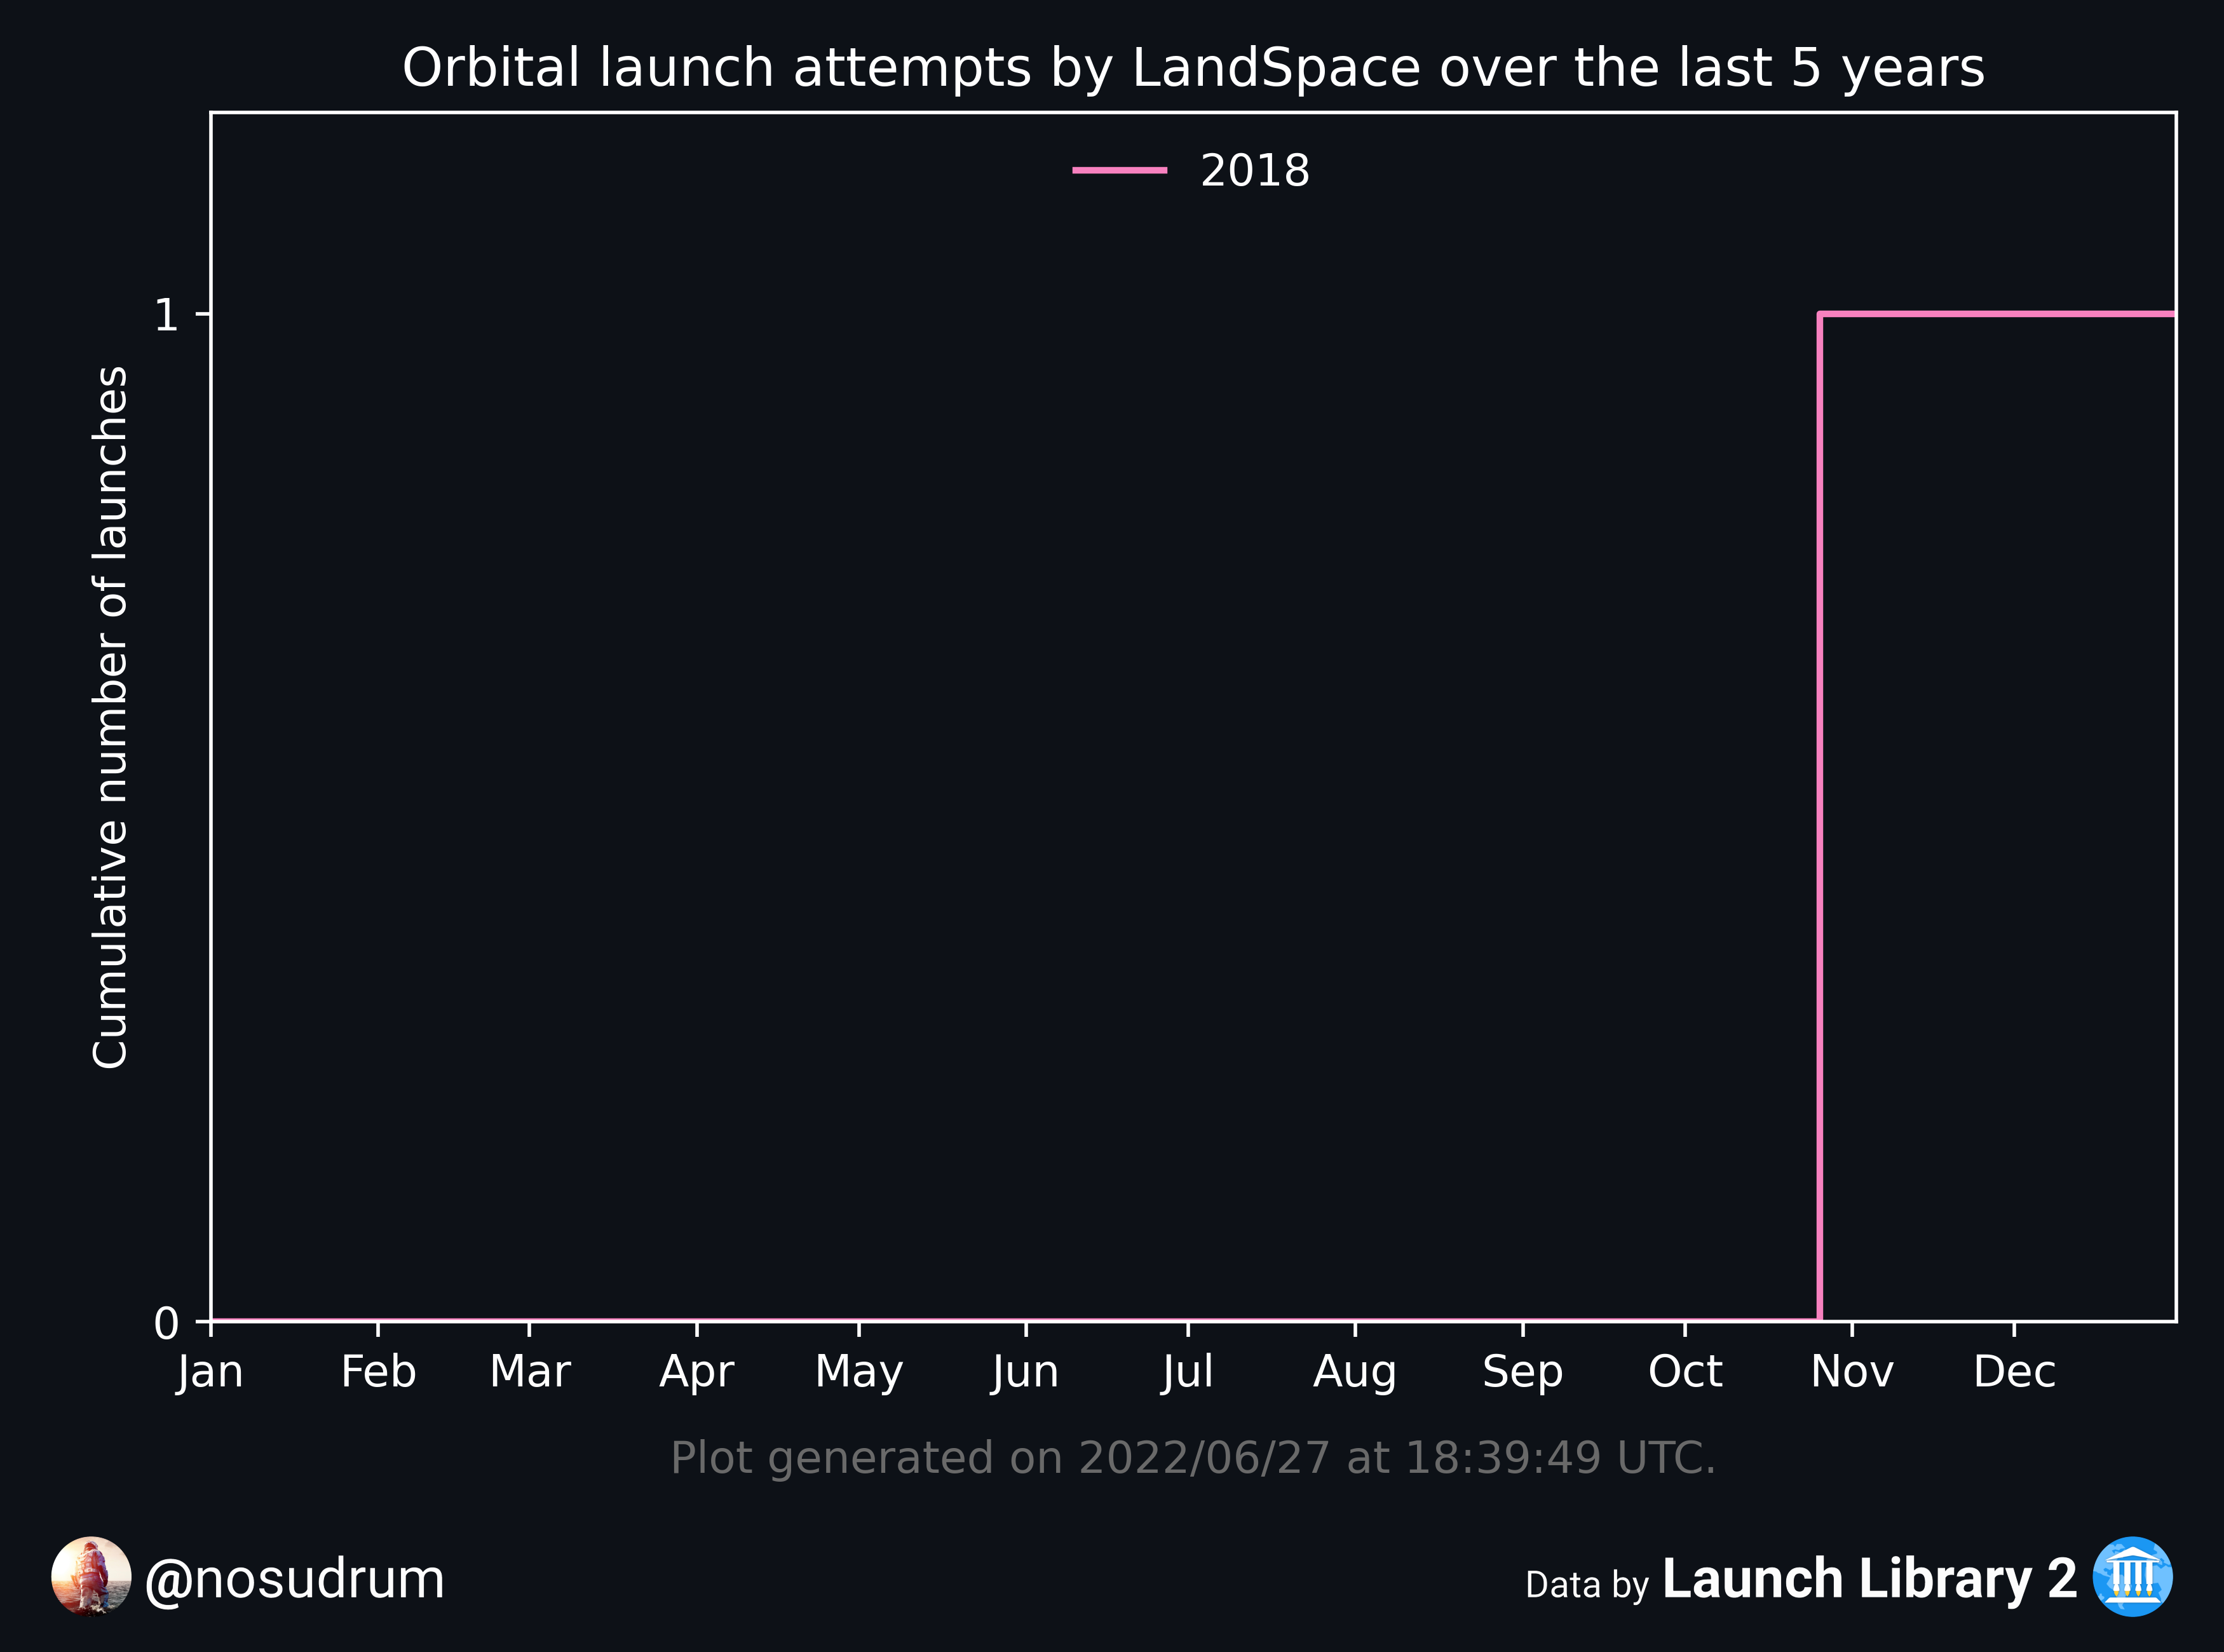 Orbital launch attempts by LandSpace over the last 5 years
2018
1
Cumulative number of launches
0
Jan Feb Mar Apr May Jun Jul Aug Sep Oct Nov Dec
Plot generated on 2022/06/27 at 18:39:49 UTC.
@nosudrum
Data by Launch Library 2